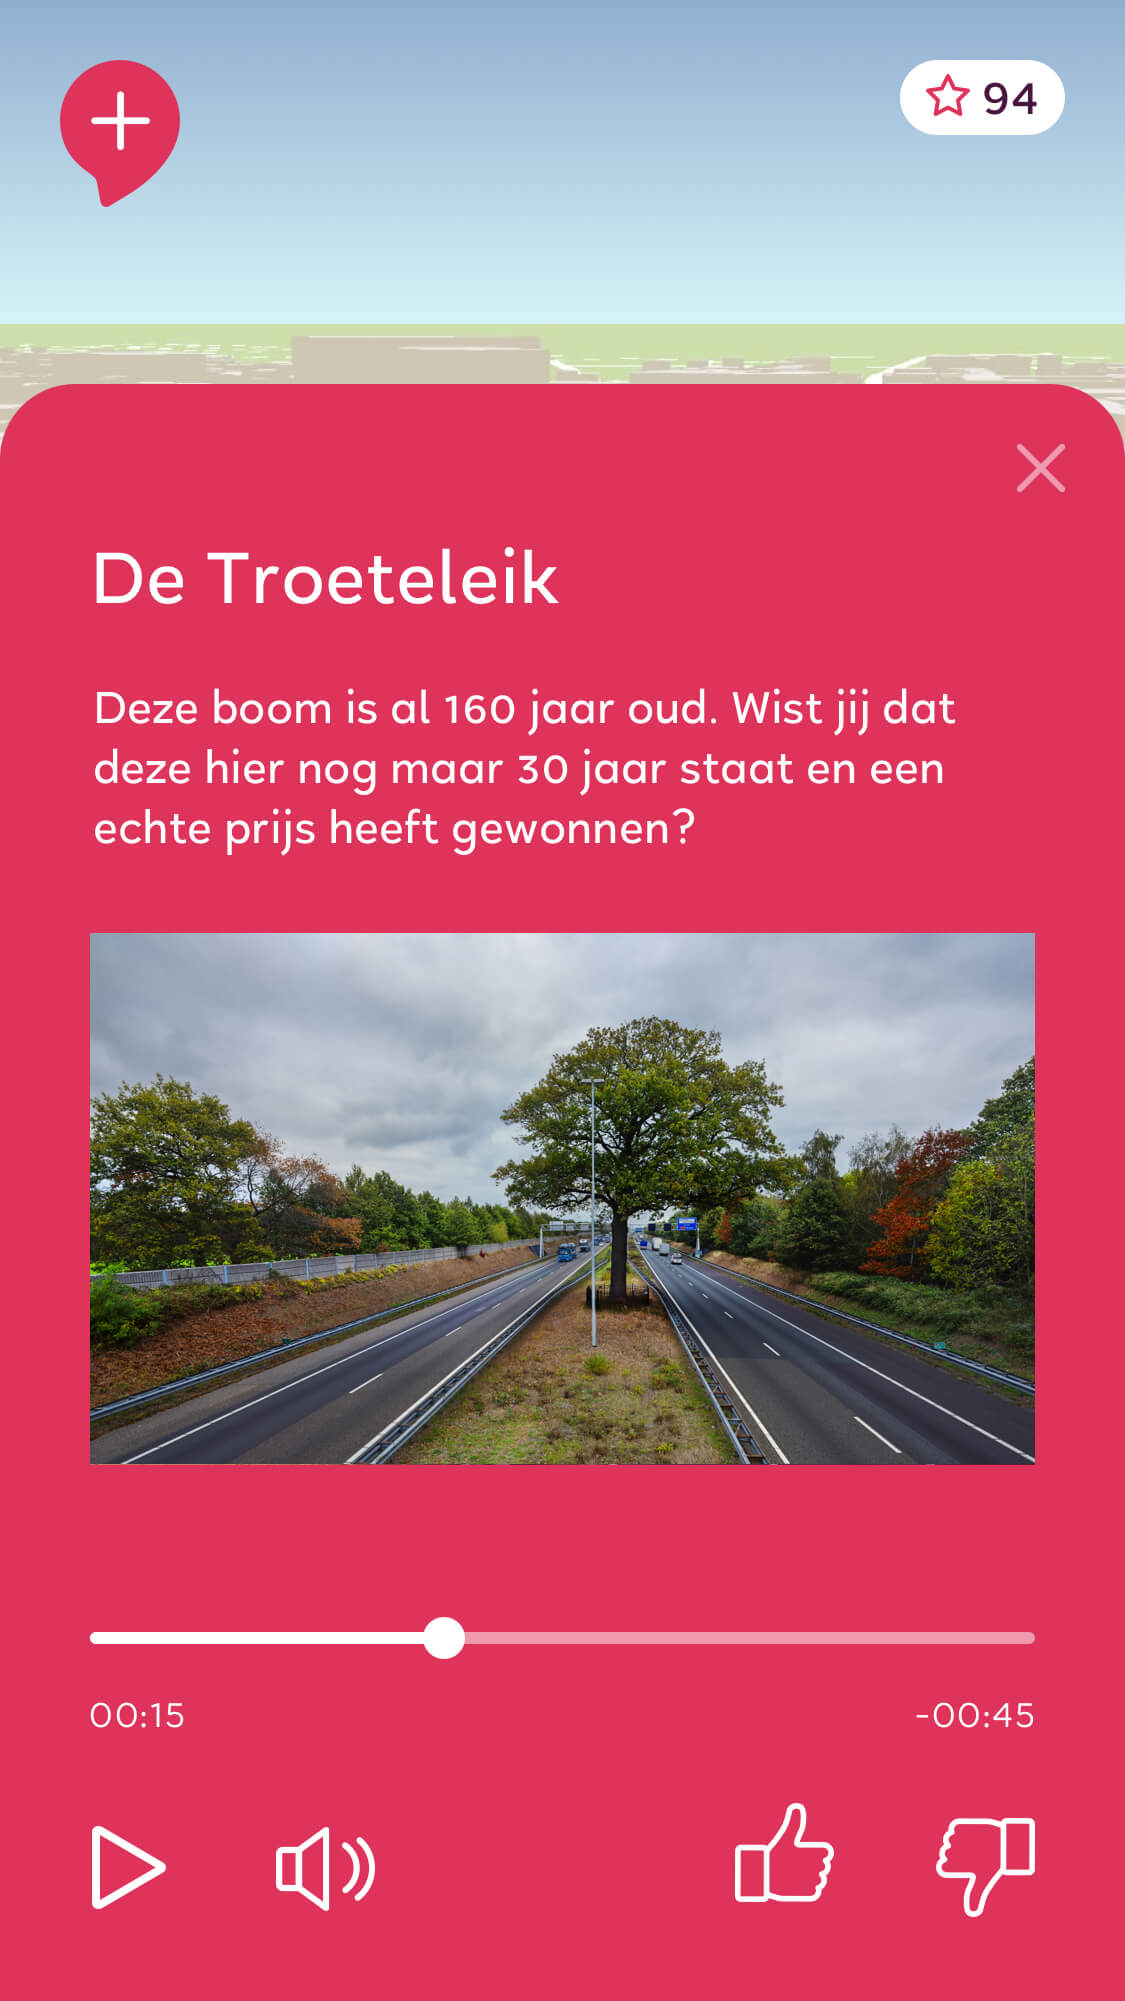 94
De Troeteleik
Deze boom is al 160 jaar oud. Wist jij dat
deze hier nog maar 30 jaar staat en een
echte prijs heeft gewonnen?
00:15
-00:45